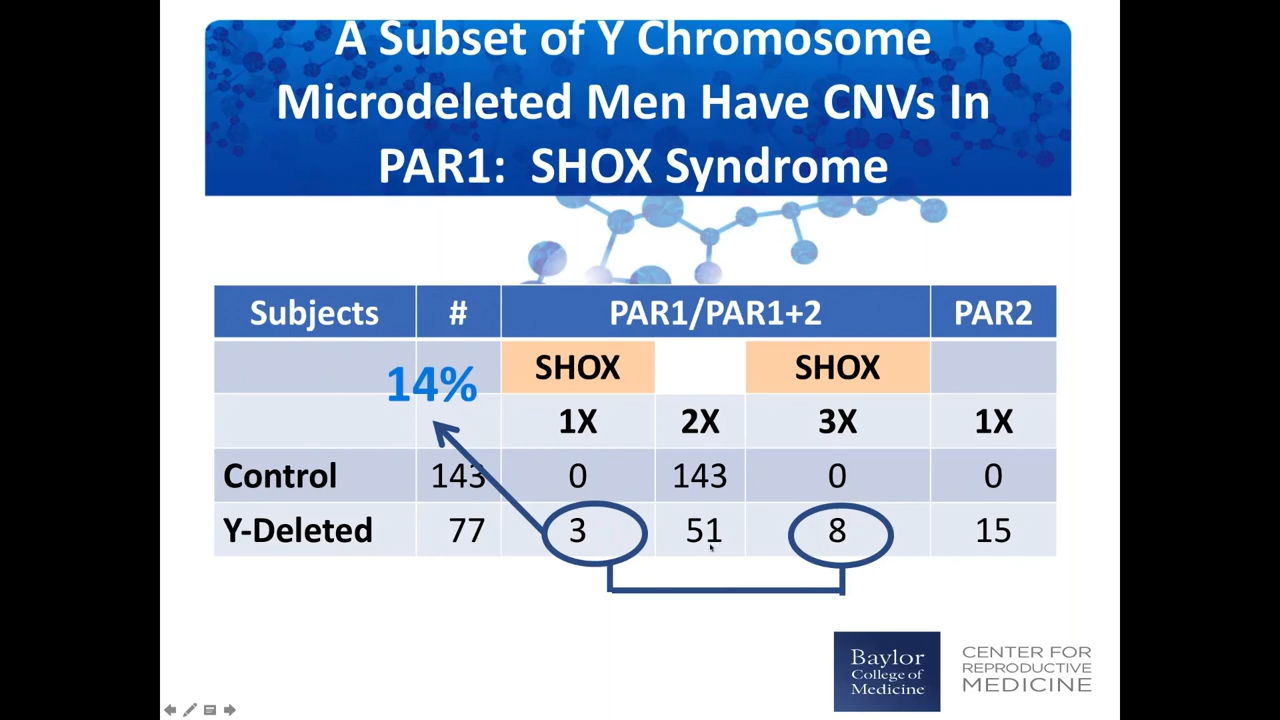 A Subset of Y Chromosome
Microdeleted Men Have CNVs In
PAR1: SHOX Syndrome
Subjects # PAR1/PAR1+2 PAR2
SHOX SHOX
14%
1X 2X 3X 1X
Control 143 0 143 0 0
Y-Deleted 77 3 51 8 15
Baylor
College of
Medicine
CENTER FOR
REPRODUCTIVE
MEDICINE